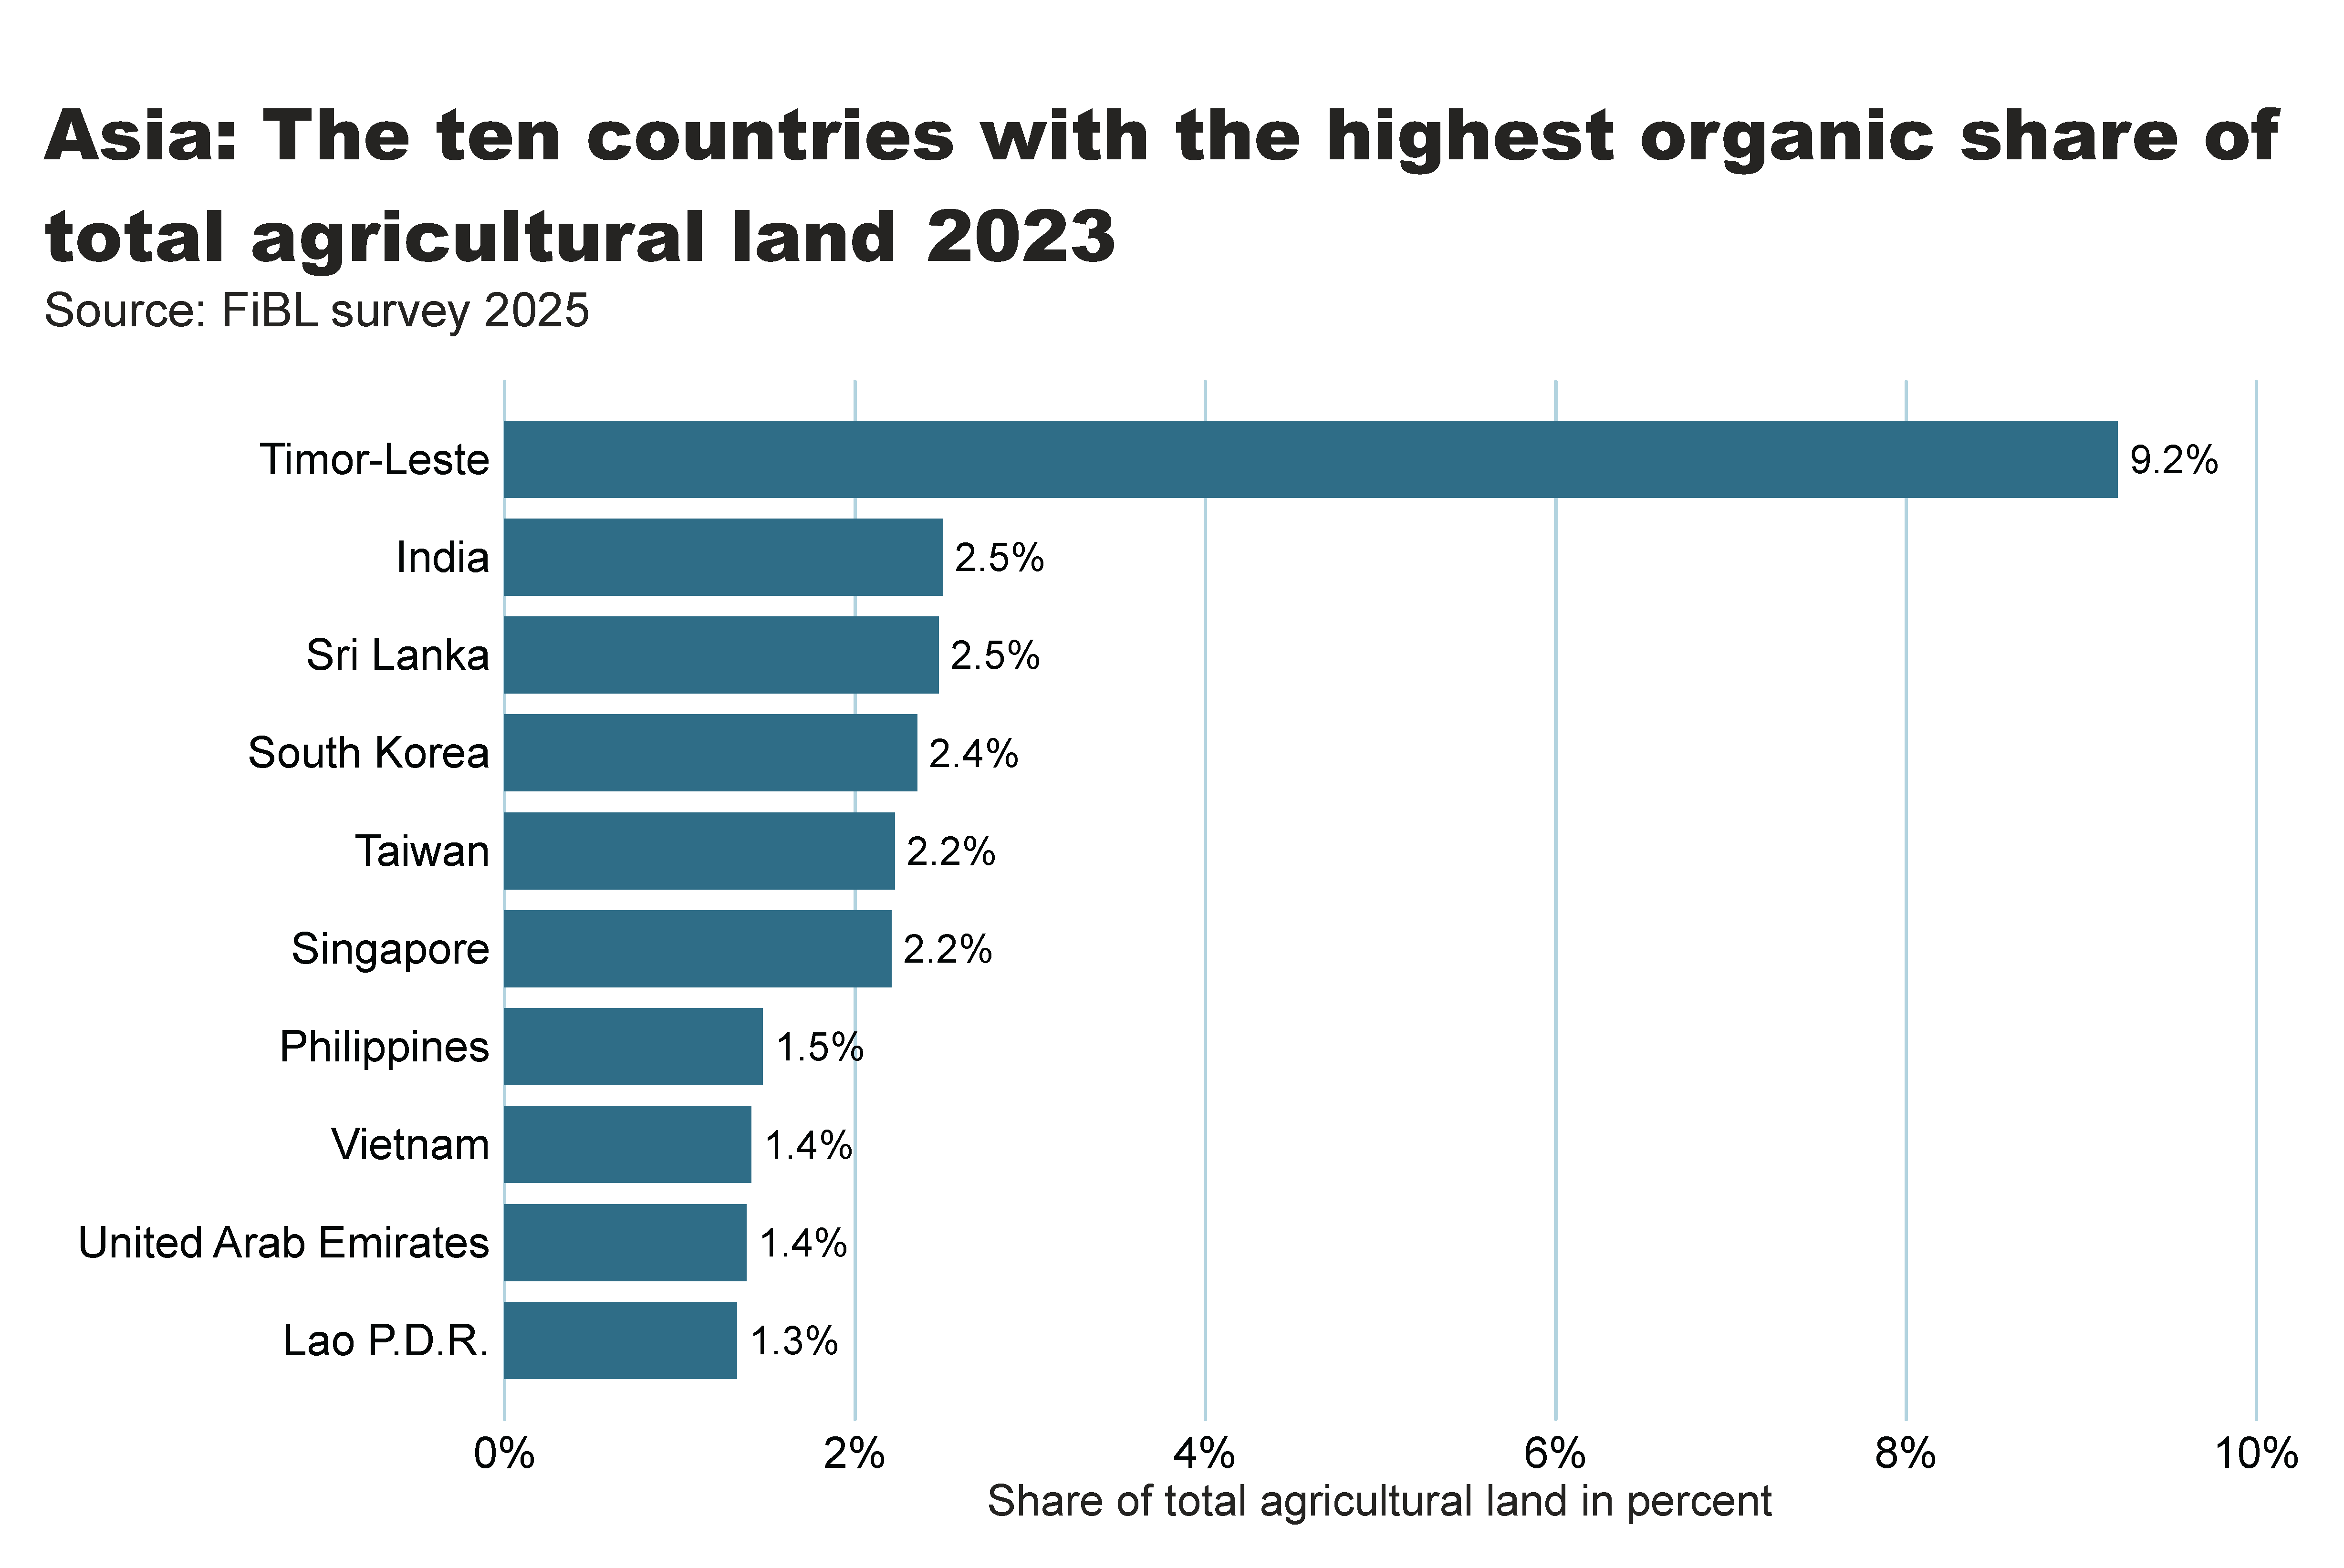 Asia: The ten countries with the highest organic share of
total agricultural land 2023
Source: FiBL survey 2025
Timor-Leste 9.2%
India 2.5%
Sri Lanka 2.5%
South Korea 2.4%
Taiwan 2.2%
Singapore 2.2%
Philippines 1.5%
Vietnam 1.4%
United Arab Emirates 1.4%
Lao P.D.R. 1.3%
0% 2% 4% 6% 8% 10%
Share of total agricultural land in percent